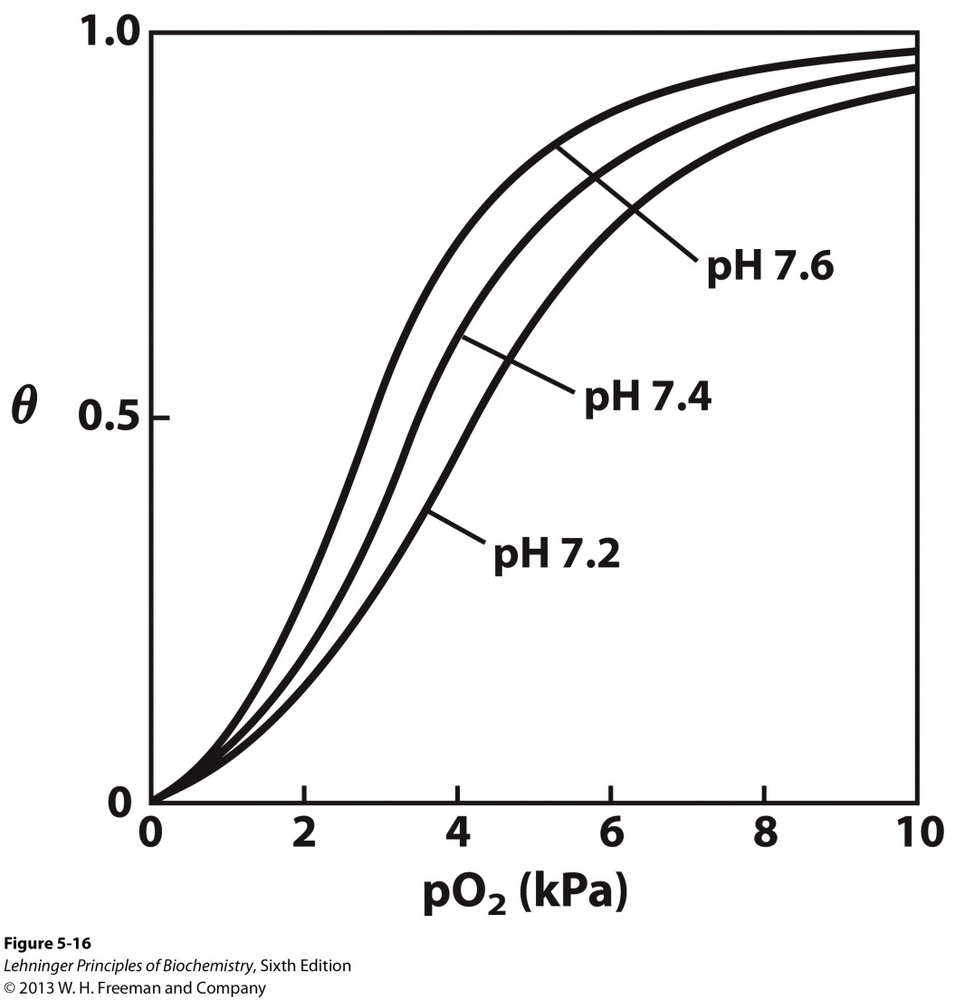 1.0
pH 7.6
θ
0.5
pH 7.4
pH 7.2
0
0 2 4 6 8 10
pO₂ (kPa)
Figure 5-16
Lehninger Principles of Biochemistry, Sixth Edition
© 2013 W. H. Freeman and Company